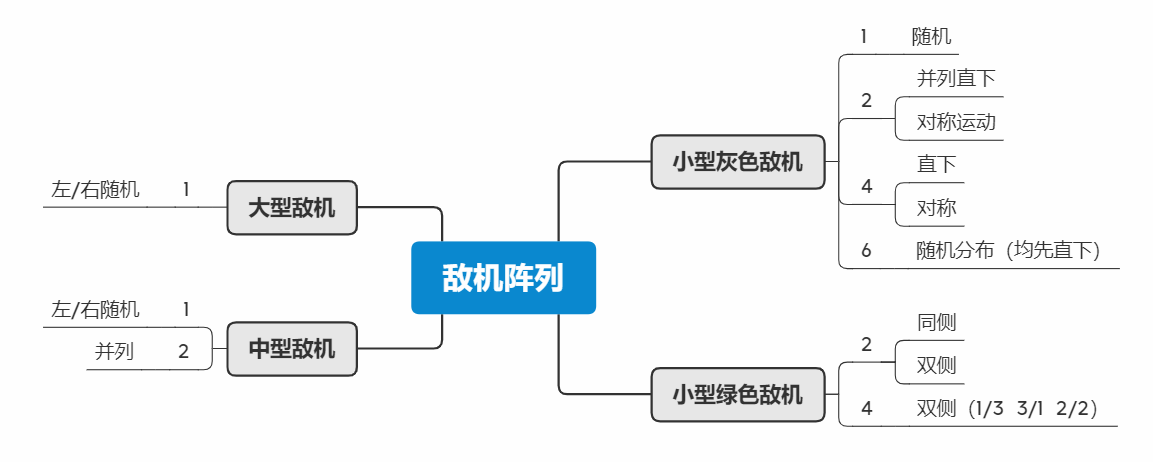 敌机阵列
小型灰色敌机
1 随机
2
并列直下
对称运动
4
直下
对称
6 随机分布（均先直下）
小型绿色敌机
2
同侧
双侧
4 双侧（1/3 3/1 2/2）
大型敌机
左/右随机 1
中型敌机
左/右随机 1
并列 2